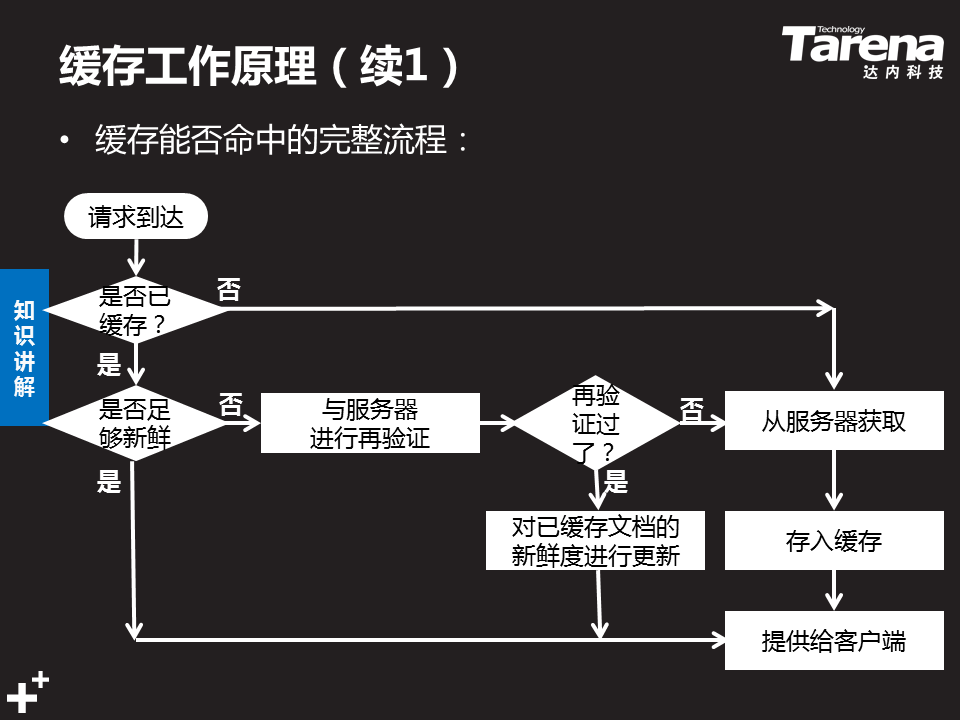 缓存工作原理（续1）
Technology
Tarena
达内科技
• 缓存能否命中的完整流程：
请求到达
是否已
缓存？
否
是
知
识
讲
解
是否足
够新鲜
否
是
与服务器
进行再验证
再验
证过
了？
否
是
从服务器获取
对已缓存文档的
新鲜度进行更新
存入缓存
提供给客户端